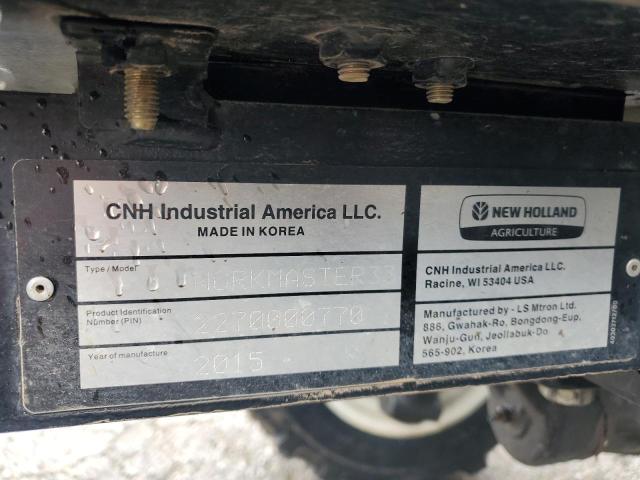 CNH Industrial America LLC.
MADE IN KOREA
Type / Model
WORKMASTER 33
Product Identification
Number (PIN)
2270000770
Year of manufacture
2015
NEW HOLLAND
AGRICULTURE
CNH Industrial America LLC.
Racine, WI 53404 USA
Manufactured by - LS Mtron Ltd.
886, Gwahak-Ro, Bongdong-Eup,
Wanju-Gun, Jeollabuk-Do
565-902, Korea